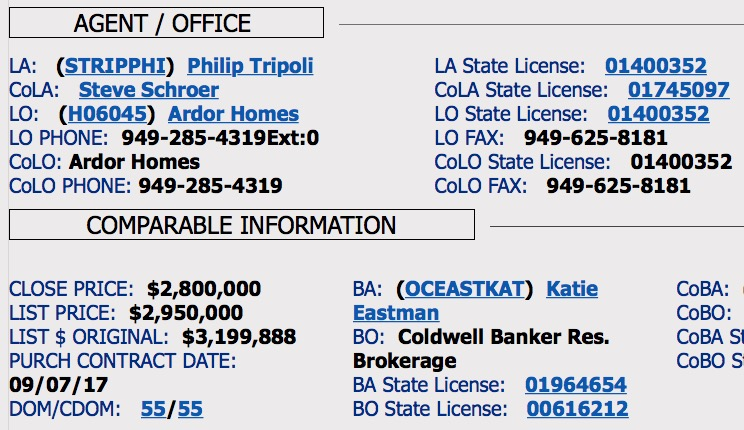 AGENT / OFFICE
LA: (STRIPPHI) Philip Tripoli
LA State License: 01400352
CoLA: Steve Schroer
CoLA State License: 01745097
LO: (H06045) Ardor Homes
LO State License: 01400352
LO PHONE: 949-285-4319Ext:0
LO FAX: 949-625-8181
CoLO: Ardor Homes
CoLO State License: 01400352
CoLO PHONE: 949-285-4319
CoLO FAX: 949-625-8181
COMPARABLE INFORMATION
CLOSE PRICE: $2,800,000
LIST PRICE: $2,950,000
LIST $ ORIGINAL: $3,199,888
PURCH CONTRACT DATE:
09/07/17
DOM/CDOM: 55/55
BA: (OCEASTKAT) Katie
Eastman
BO: Coldwell Banker Res.
Brokerage
BA State License: 01964654
BO State License: 00616212
CoBA:
CoBO:
CoBA
CoBO